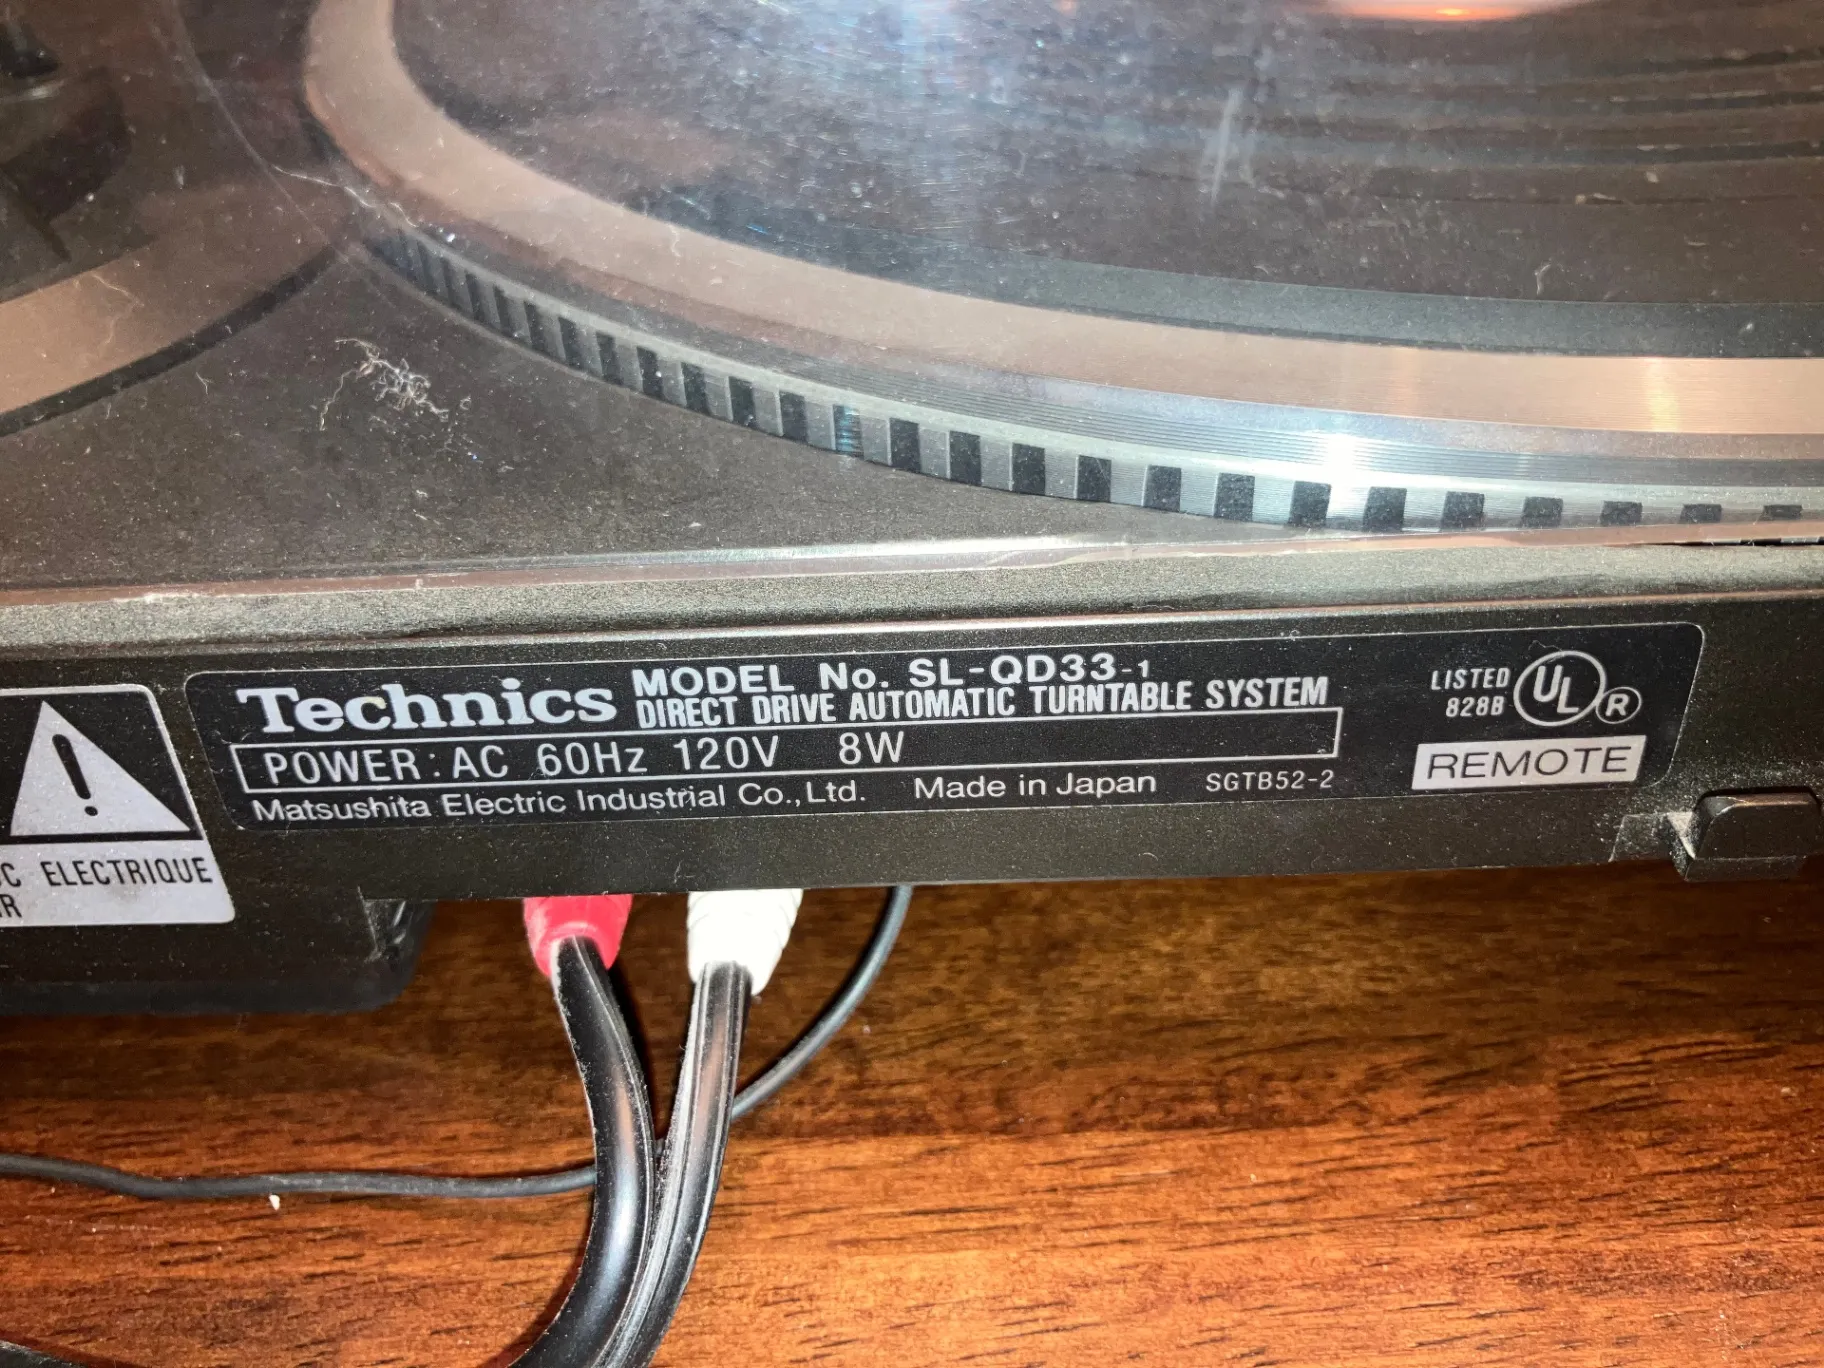 Technics MODEL No. SL-QD33-1
DIRECT DRIVE AUTOMATIC TURNTABLE SYSTEM
POWER: AC 60Hz 120V 8W
Matsushita Electric Industrial Co., Ltd. Made in Japan SGTB52-2
LISTED
828B
UL R
REMOTE
ELECTRIQUE